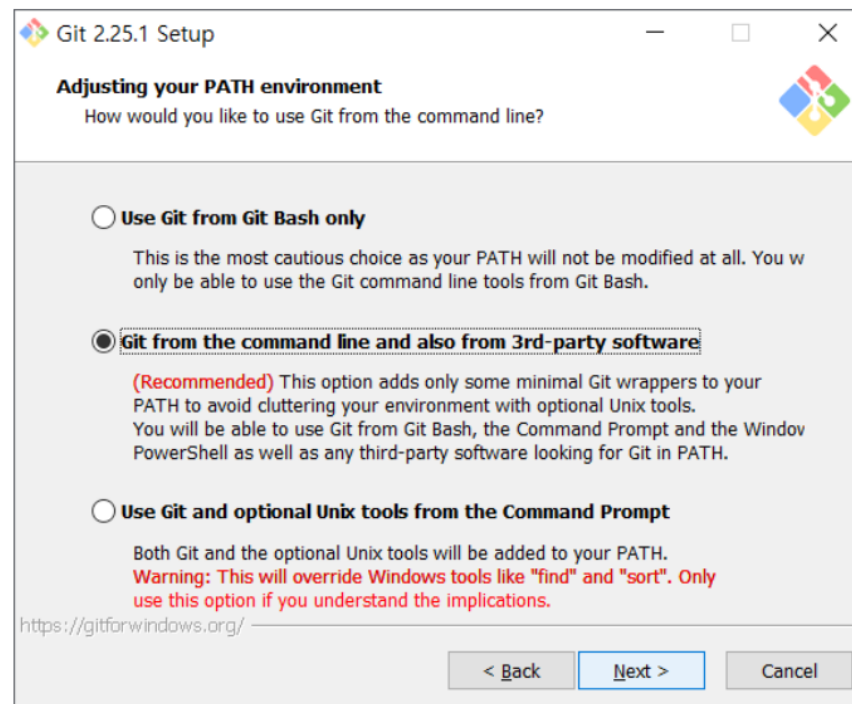 Git 2.25.1 Setup
Adjusting your PATH environment
How would you like to use Git from the command line?
Use Git from Git Bash only
This is the most cautious choice as your PATH will not be modified at all. You w
only be able to use the Git command line tools from Git Bash.
Git from the command line and also from 3rd-party software
(Recommended) This option adds only some minimal Git wrappers to your
PATH to avoid cluttering your environment with optional Unix tools.
You will be able to use Git from Git Bash, the Command Prompt and the Window
PowerShell as well as any third-party software looking for Git in PATH.
Use Git and optional Unix tools from the Command Prompt
Both Git and the optional Unix tools will be added to your PATH.
Warning: This will override Windows tools like "find" and "sort". Only
use this option if you understand the implications.
https://gitforwindows.org/
< Back Next > Cancel